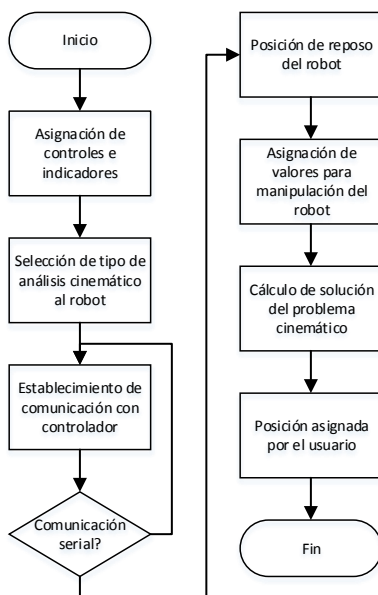 Inicio
Asignación de
controles e
indicadores
Selección de tipo de
análisis cinemático
al robot
Establecimiento de
comunicación con
controlador
Comunicación
serial?
Posición de reposo
del robot
Asignación de
valores para
manipulación del
robot
Cálculo de solución
del problema
cinemático
Posición asignada
por el usuario
Fin